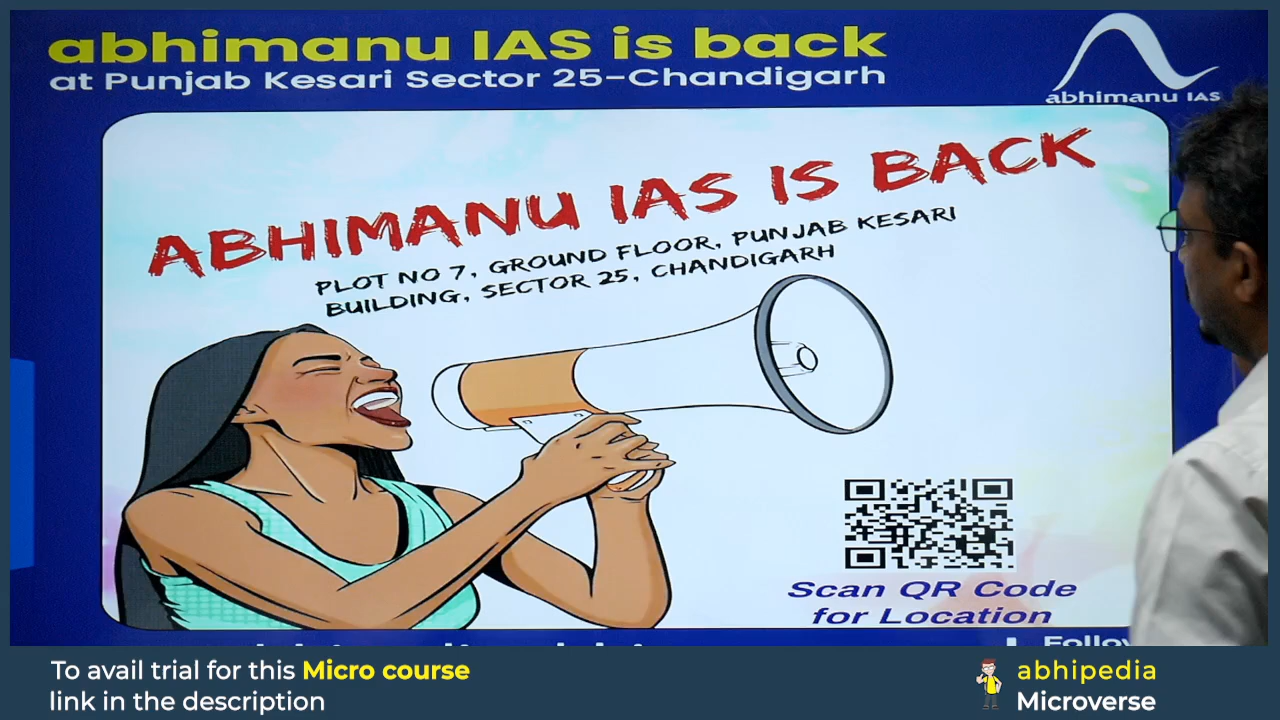 abhimanu IAS is back
at Punjab Kesari Sector 25-Chandigarh
abhimanu IAS
ABHIMANU IAS IS BACK
PLOT NO 7, GROUND FLOOR, PUNJAB KESARI
BUILDING, SECTOR 25, CHANDIGARH
Scan QR Code
for Location
To avail trial for this Micro course
link in the description
abhipedia
Microverse